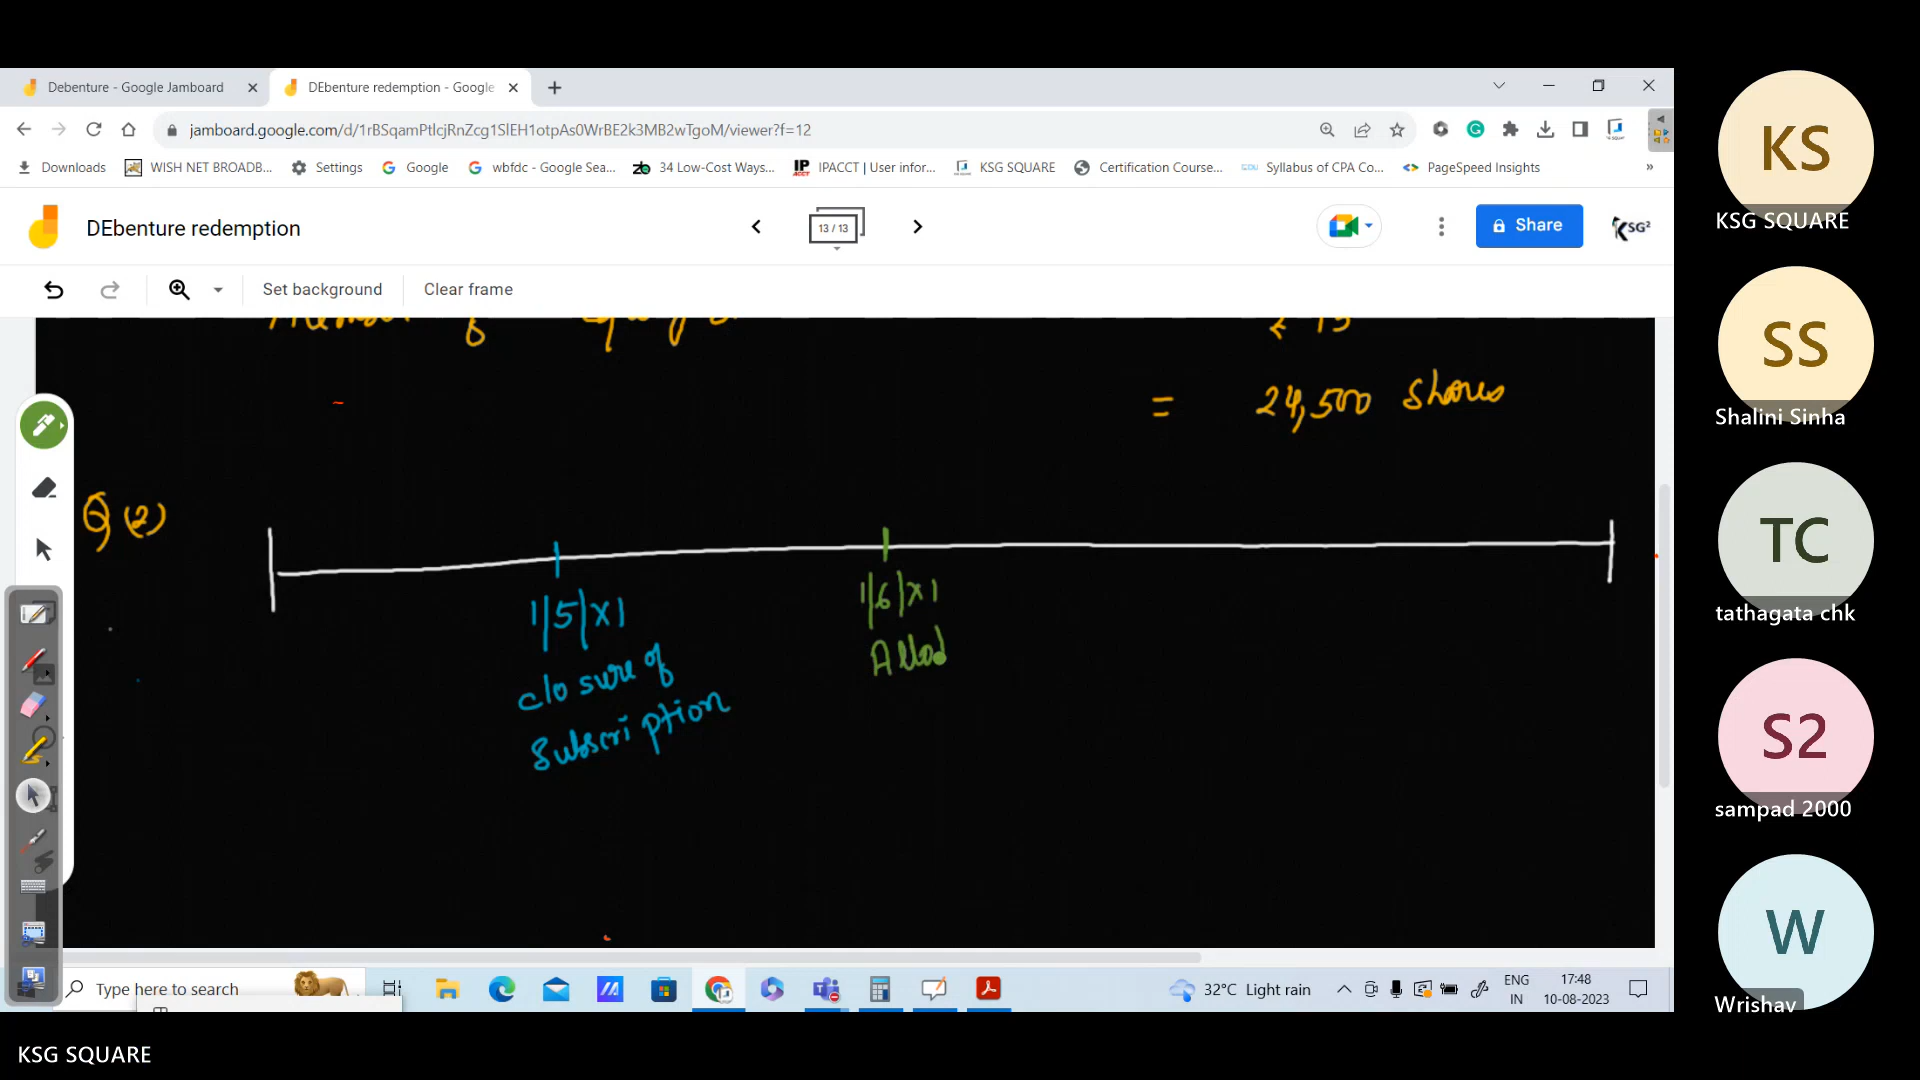 Debenture - Google Jamboard
DEbenture redemption - Google
jamboard.google.com/d/1rBSqamPtlcjRnZcg1SlEH1otpAs0WrBE2k3MB2wTgoM/viewer?f=12
Downloads WISH NET BROADB... Settings Google wbfdc - Google Sea... 34 Low-Cost Ways... IPACCT | User infor... KSG SQUARE Certification Course... Syllabus of CPA Co... PageSpeed Insights »
DEbenture redemption
13 / 13
Share
KSG²
Set background
Clear frame
₹ 15
= 24,500 shares
Q (2)
1/5/X1
closure of
Subscription
1/6/X1
Allod
Type here to search
32°C Light rain
ENG
IN
17:48
10-08-2023
KS
KSG SQUARE
SS
Shalini Sinha
TC
tathagata chk
S2
sampad 2000
W
Wrishav
KSG SQUARE